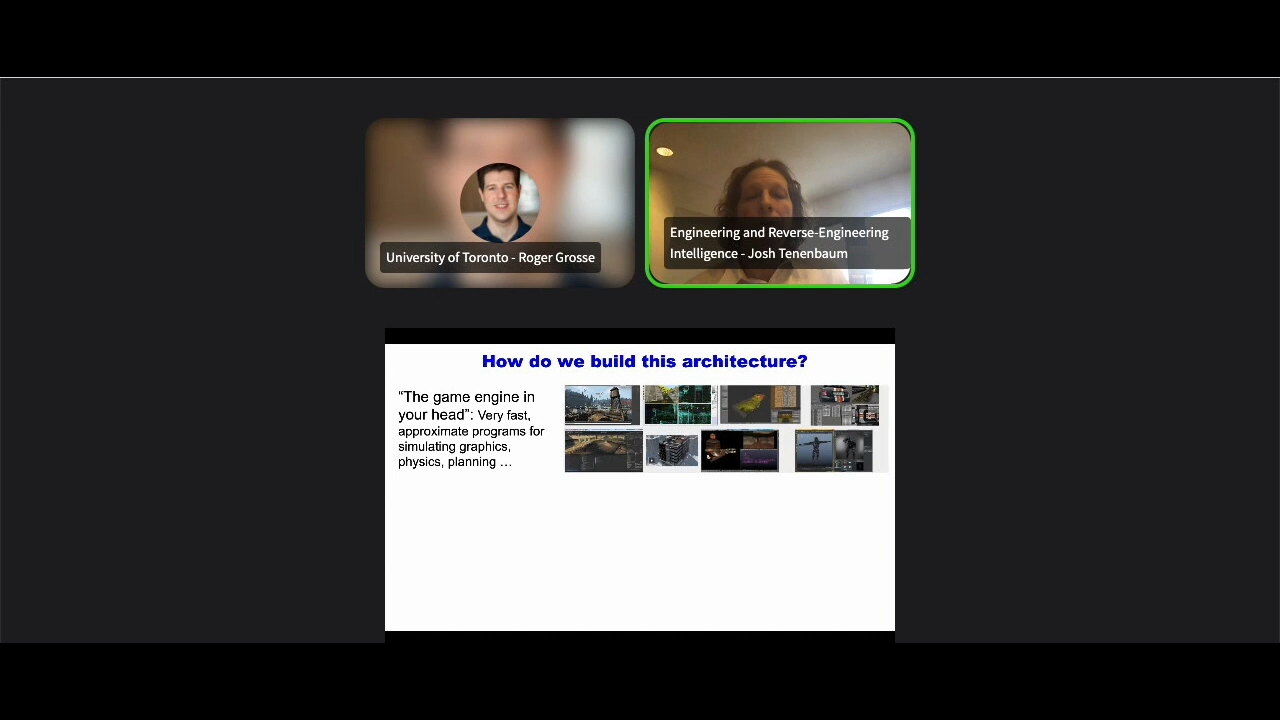 University of Toronto - Roger Grosse
Engineering and Reverse-Engineering
Intelligence - Josh Tenenbaum
How do we build this architecture?
“The game engine in
your head”: Very fast,
approximate programs for
simulating graphics,
physics, planning …